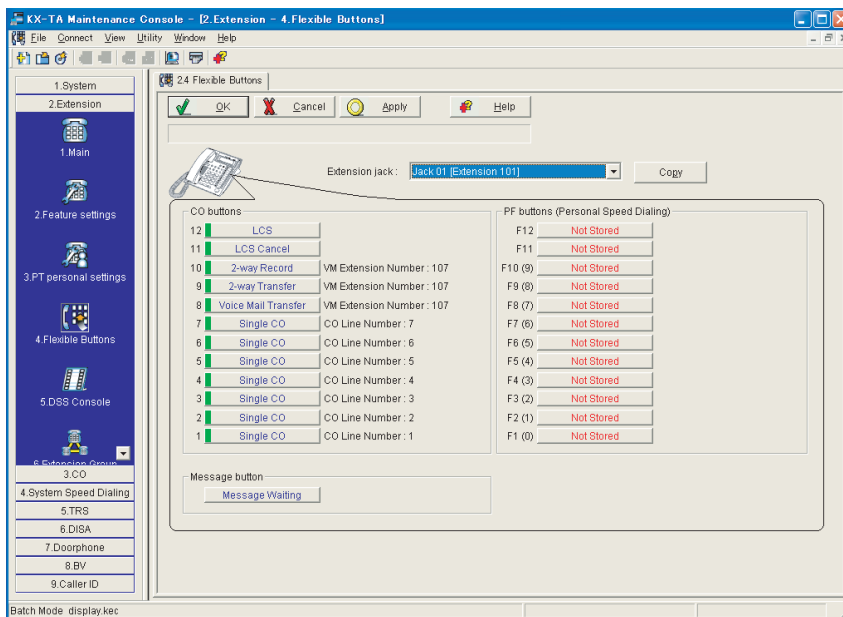 KX-TA Maintenance Console - [2.Extension - 4.Flexible Buttons]
File Connect View Utility Window Help
1.System
2.Extension
1.Main
2.Feature settings
3.PT personal settings
4.Flexible Buttons
5.DSS Console
6.Extension Group
3.CO
4.System Speed Dialing
5.TRS
6.DISA
7.Doorphone
8.BV
9.Caller ID
2.4 Flexible Buttons
OK Cancel Apply Help
Extension jack : Jack 01 [Extension 101] Copy
CO buttons
12 LCS
11 LCS Cancel
10 2-way Record VM Extension Number : 107
9 2-way Transfer VM Extension Number : 107
8 Voice Mail Transfer VM Extension Number : 107
7 Single CO CO Line Number : 7
6 Single CO CO Line Number : 6
5 Single CO CO Line Number : 5
4 Single CO CO Line Number : 4
3 Single CO CO Line Number : 3
2 Single CO CO Line Number : 2
1 Single CO CO Line Number : 1
PF buttons (Personal Speed Dialing)
F12 Not Stored
F11 Not Stored
F10 (9) Not Stored
F9 (8) Not Stored
F8 (7) Not Stored
F7 (6) Not Stored
F6 (5) Not Stored
F5 (4) Not Stored
F4 (3) Not Stored
F3 (2) Not Stored
F2 (1) Not Stored
F1 (0) Not Stored
Message button
Message Waiting
Batch Mode display.kec